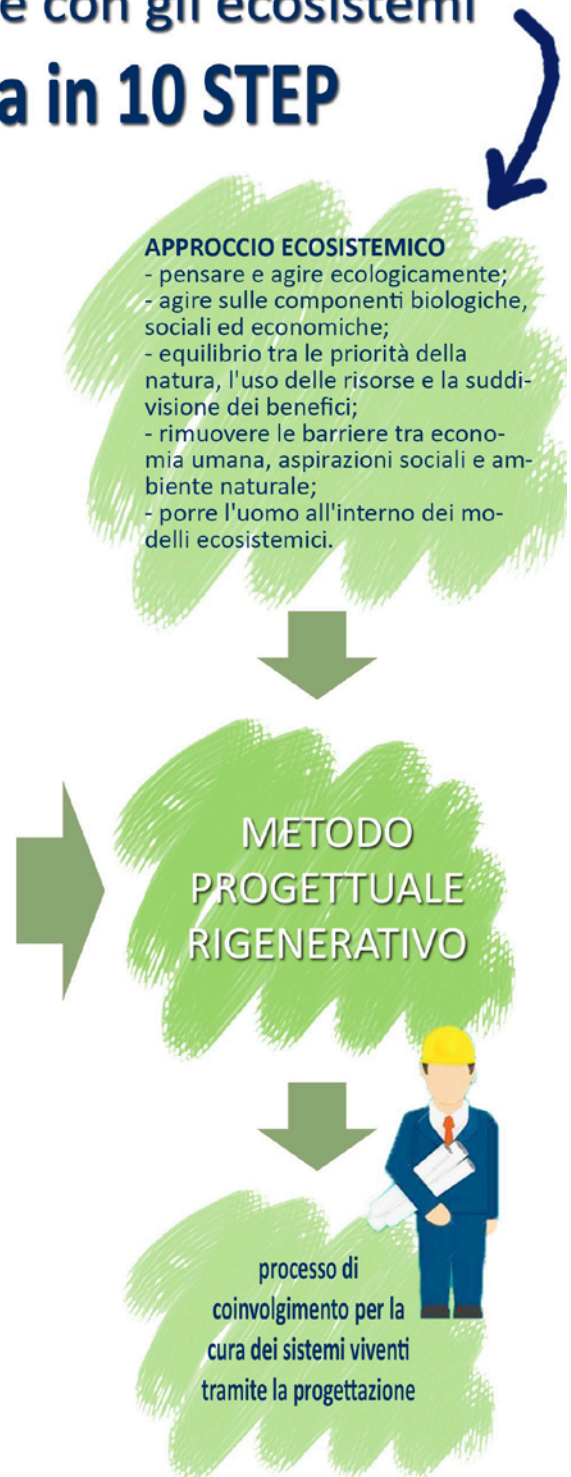 e con gli ecosistemi
a in 10 STEP
APPROCCIO ECOSISTEMICO
- pensare e agire ecologicamente;
- agire sulle componenti biologiche,
sociali ed economiche;
- equilibrio tra le priorità della
natura, l'uso delle risorse e la suddi-
visione dei benefici;
- rimuovere le barriere tra econo-
mia umana, aspirazioni sociali e am-
biente naturale;
- porre l'uomo all'interno dei mo-
delli ecosistemici.
METODO
PROGETTUALE
RIGENERATIVO
processo di
coinvolgimento per la
cura dei sistemi viventi
tramite la progettazione